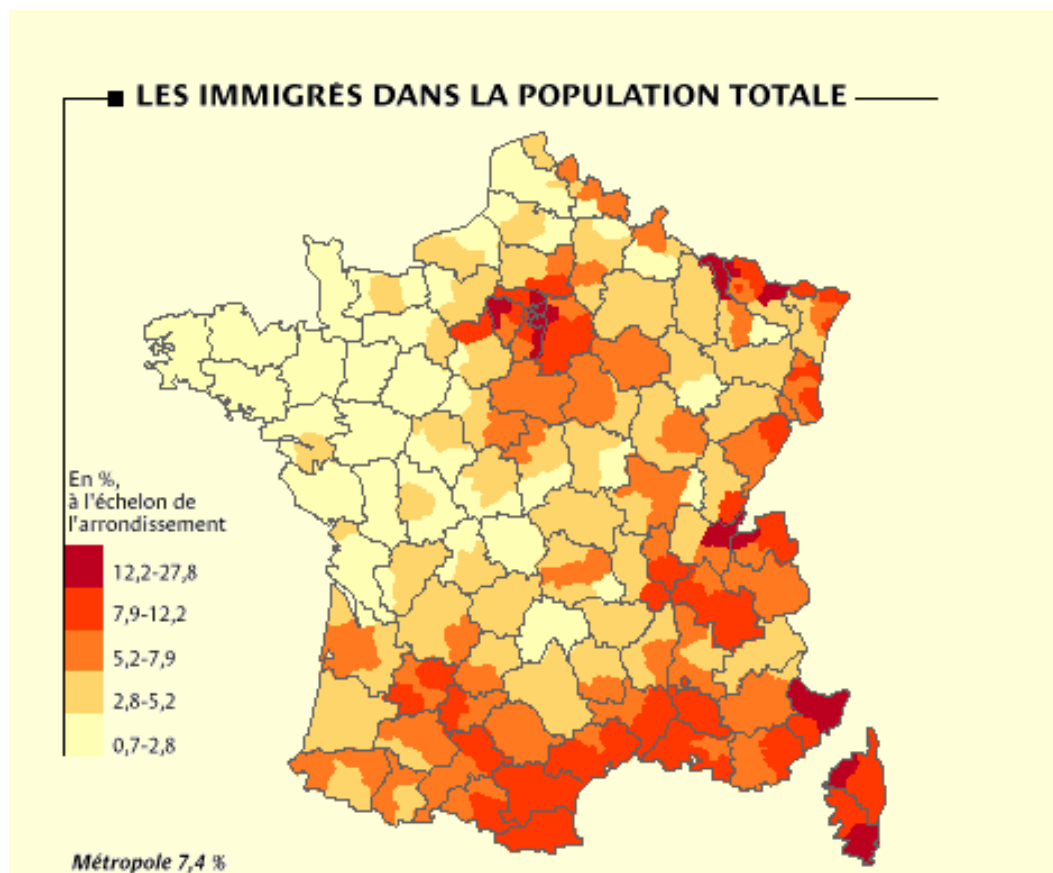 LES IMMIGRÉS DANS LA POPULATION TOTALE
En %,
à l'échelon de
l'arrondissement
12,2-27,8
7,9-12,2
5,2-7,9
2,8-5,2
0,7-2,8
Métropole 7,4 %